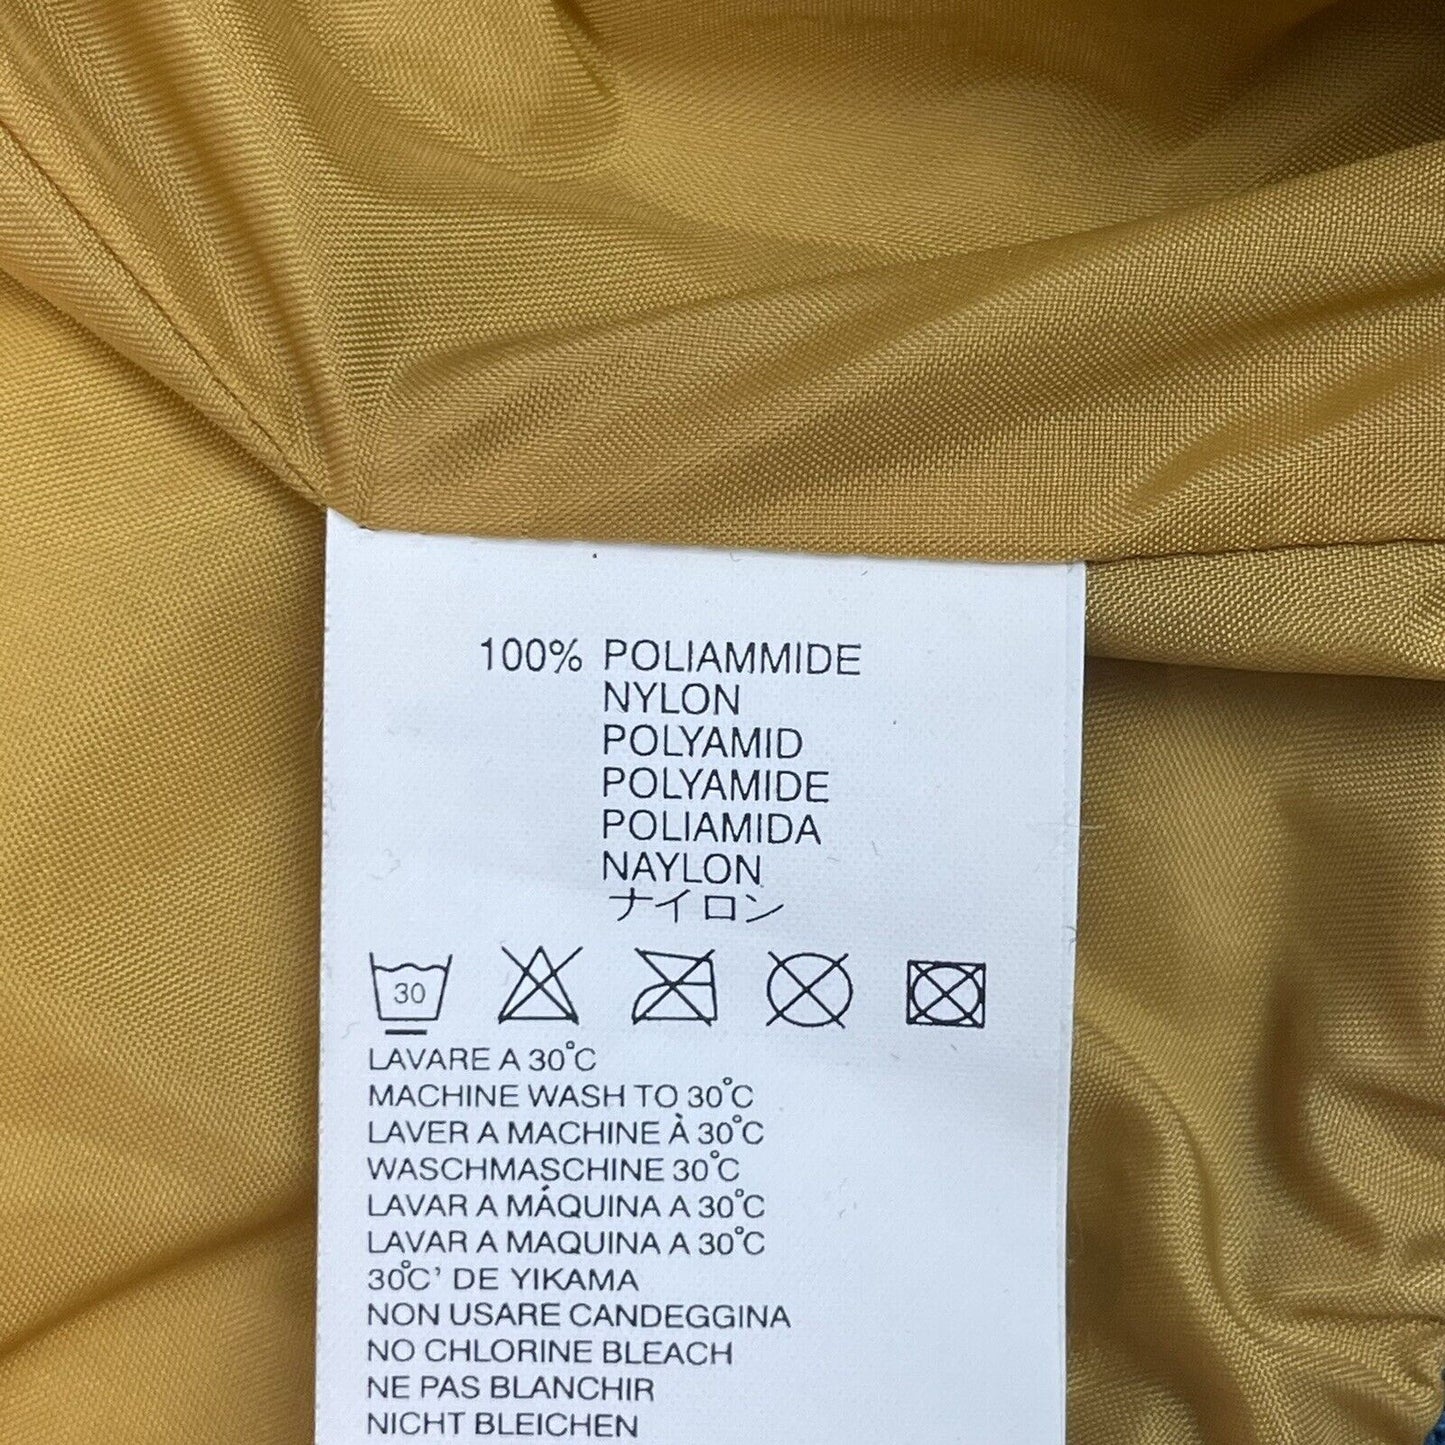 100% POLIAMMIDE
NYLON
POLYAMID
POLYAMIDE
POLIAMIDA
NAYLON
ナイロン
30
LAVARE A 30°C
MACHINE WASH TO 30°C
LAVER A MACHINE À 30°C
WASCHMASCHINE 30°C
LAVAR A MÁQUINA A 30°C
LAVAR A MAQUINA A 30°C
30°C' DE YIKAMA
NON USARE CANDEGGINA
NO CHLORINE BLEACH
NE PAS BLANCHIR
NICHT BLEICHEN